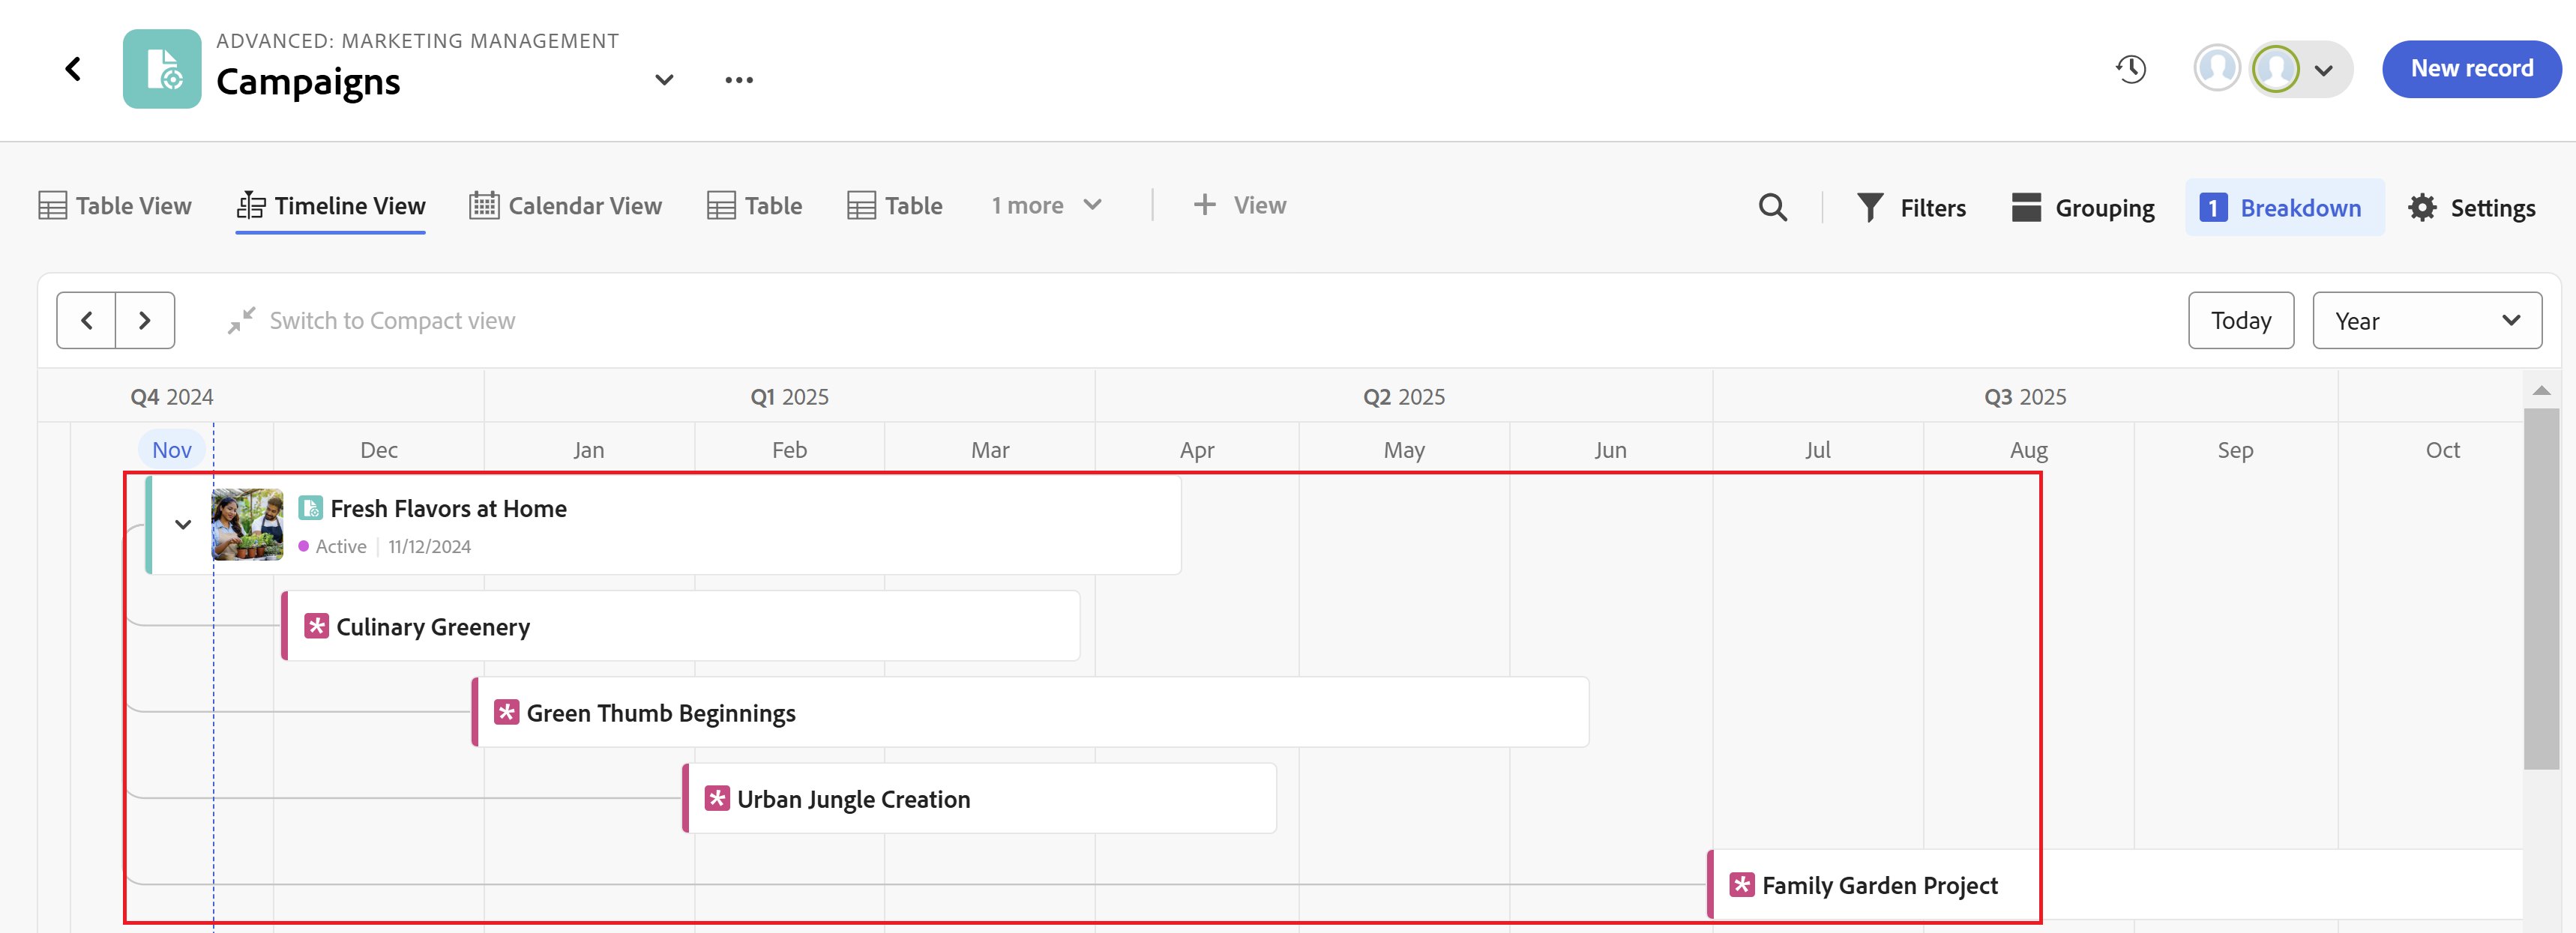 ADVANCED: MARKETING MANAGEMENT
Campaigns
New record
Table View
Timeline View
Calendar View
Table
Table
1 more
View
Filters
Grouping
1 Breakdown
Settings
Switch to Compact view
Today
Year
Q4 2024
Q1 2025
Q2 2025
Q3 2025
Nov
Dec
Jan
Feb
Mar
Apr
May
Jun
Jul
Aug
Sep
Oct
Fresh Flavors at Home
Active
11/12/2024
Culinary Greenery
Green Thumb Beginnings
Urban Jungle Creation
Family Garden Project